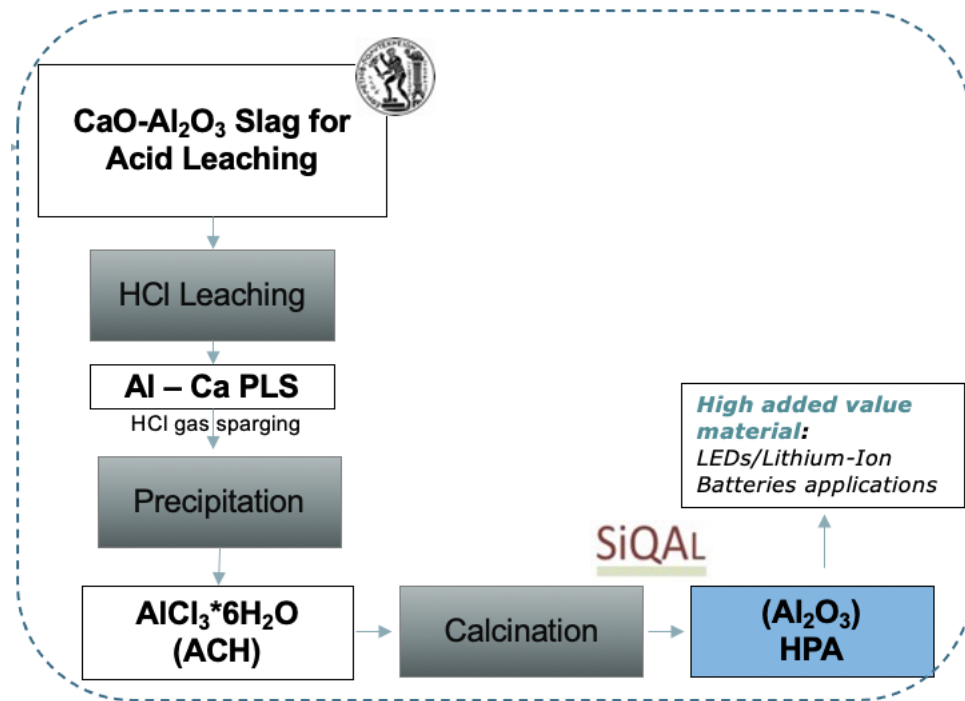 CaO-Al₂O₃ Slag for
Acid Leaching
HCl Leaching
Al – Ca PLS
HCl gas sparging
Precipitation
AlCl₃*6H₂O
(ACH)
Calcination
SiQAL
(Al₂O₃)
HPA
High added value
material:
LEDs/Lithium-Ion
Batteries applications